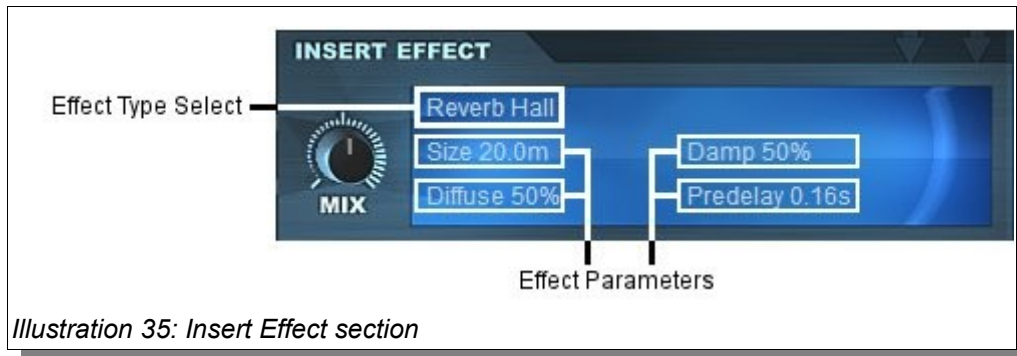 INSERT EFFECT
Effect Type Select
Reverb Hall
Size 20.0m
Damp 50%
Diffuse 50%
Predelay 0.16s
MIX
Effect Parameters
Illustration 35: Insert Effect section